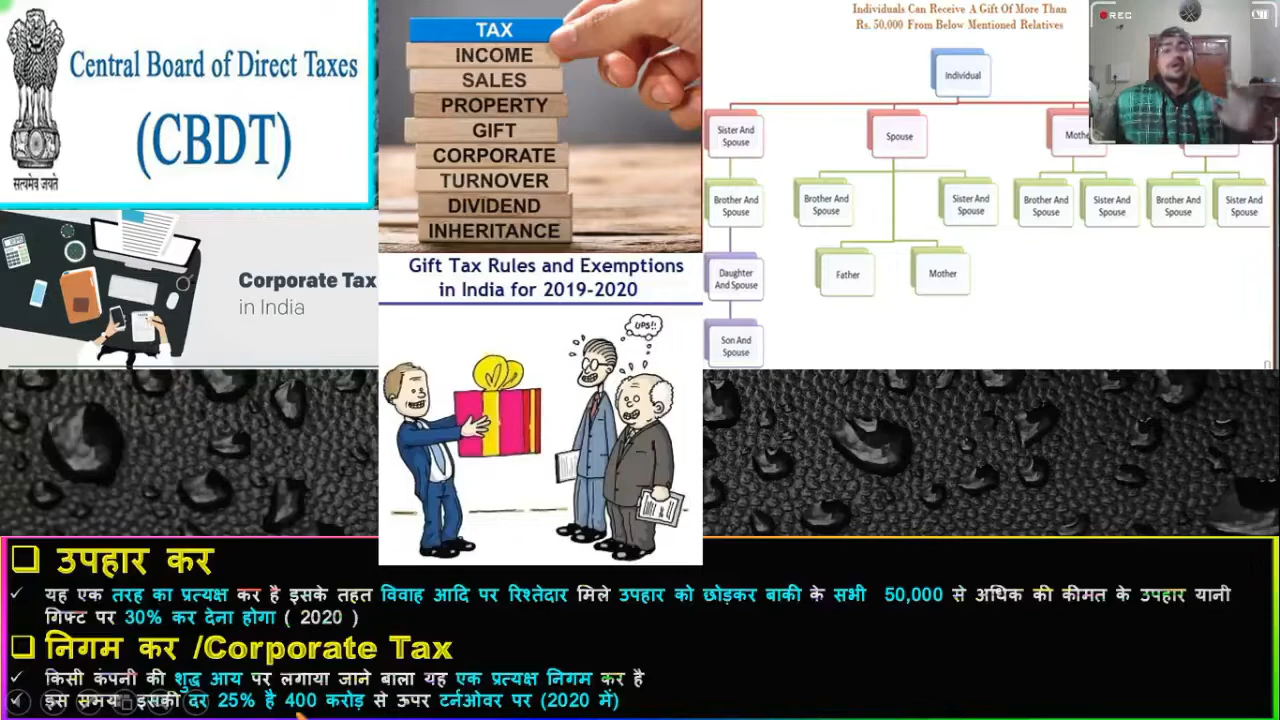 Central Board of Direct Taxes
(CBDT)
सत्यमेव जयते
Corporate Tax
in India
TAX
INCOME
SALES
PROPERTY
GIFT
CORPORATE
TURNOVER
DIVIDEND
INHERITANCE
Gift Tax Rules and Exemptions
in India for 2019-2020
UPS!!
Individuals Can Receive A Gift Of More Than
Rs. 50,000 From Below Mentioned Relatives
REC
Individual
Sister And
Spouse
Spouse
Brother And
Spouse
Brother And
Spouse
Sister And
Spouse
Brother And
Spouse
Sister And
Spouse
Brother And
Spouse
Sister And
Spouse
Daughter
And Spouse
Father
Mother
Son And
Spouse
उपहार कर
यह एक तरह का प्रत्यक्ष कर है इसके तहत विवाह आदि पर रिश्तेदार मिले उपहार को छोड़कर बाकी के सभी 50,000 से अधिक की कीमत के उपहार यानी
गिफ्ट पर 30% कर देना होगा ( 2020 )
निगम कर /Corporate Tax
किसी कंपनी की शुद्ध आय पर लगाया जाने बाला यह एक प्रत्यक्ष निगम कर है
इस समय इसकी दर 25% है 400 करोड़ से ऊपर टर्नओवर पर (2020 में)